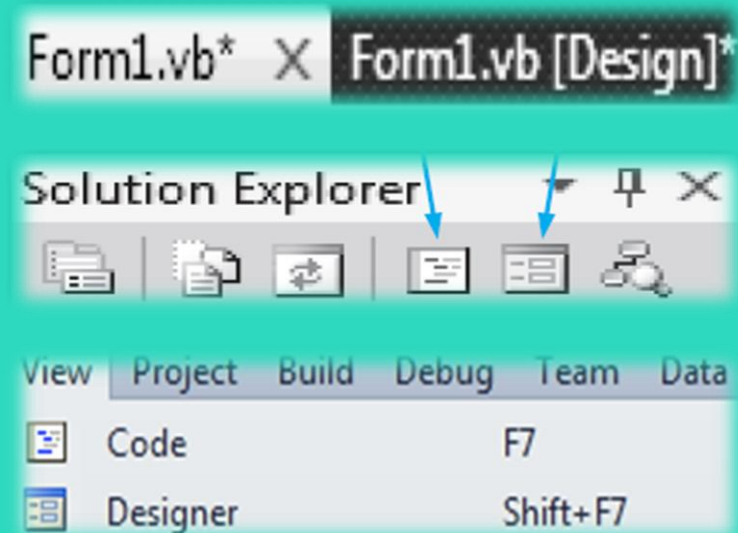 Form1.vb* X Form1.vb [Design]*
Solution Explorer
View Project Build Debug Team Data
Code F7
Designer Shift+F7